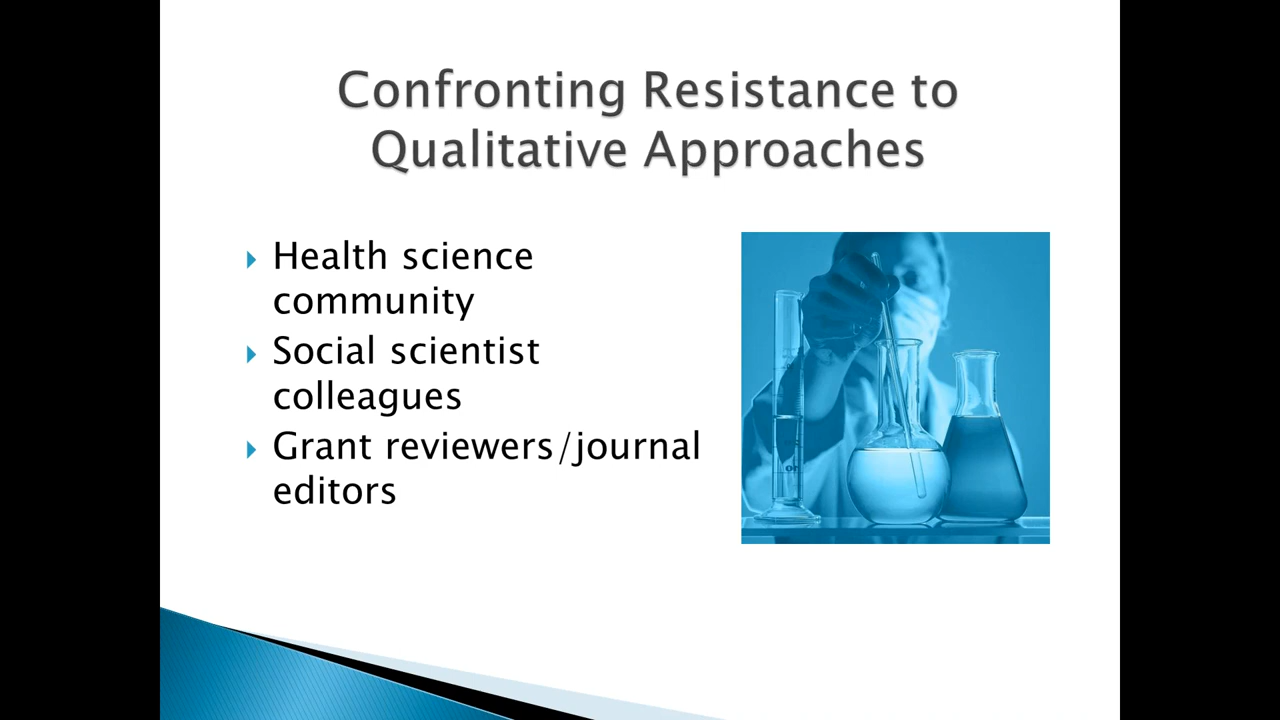 Confronting Resistance to
Qualitative Approaches
Health science
community
Social scientist
colleagues
Grant reviewers/journal
editors